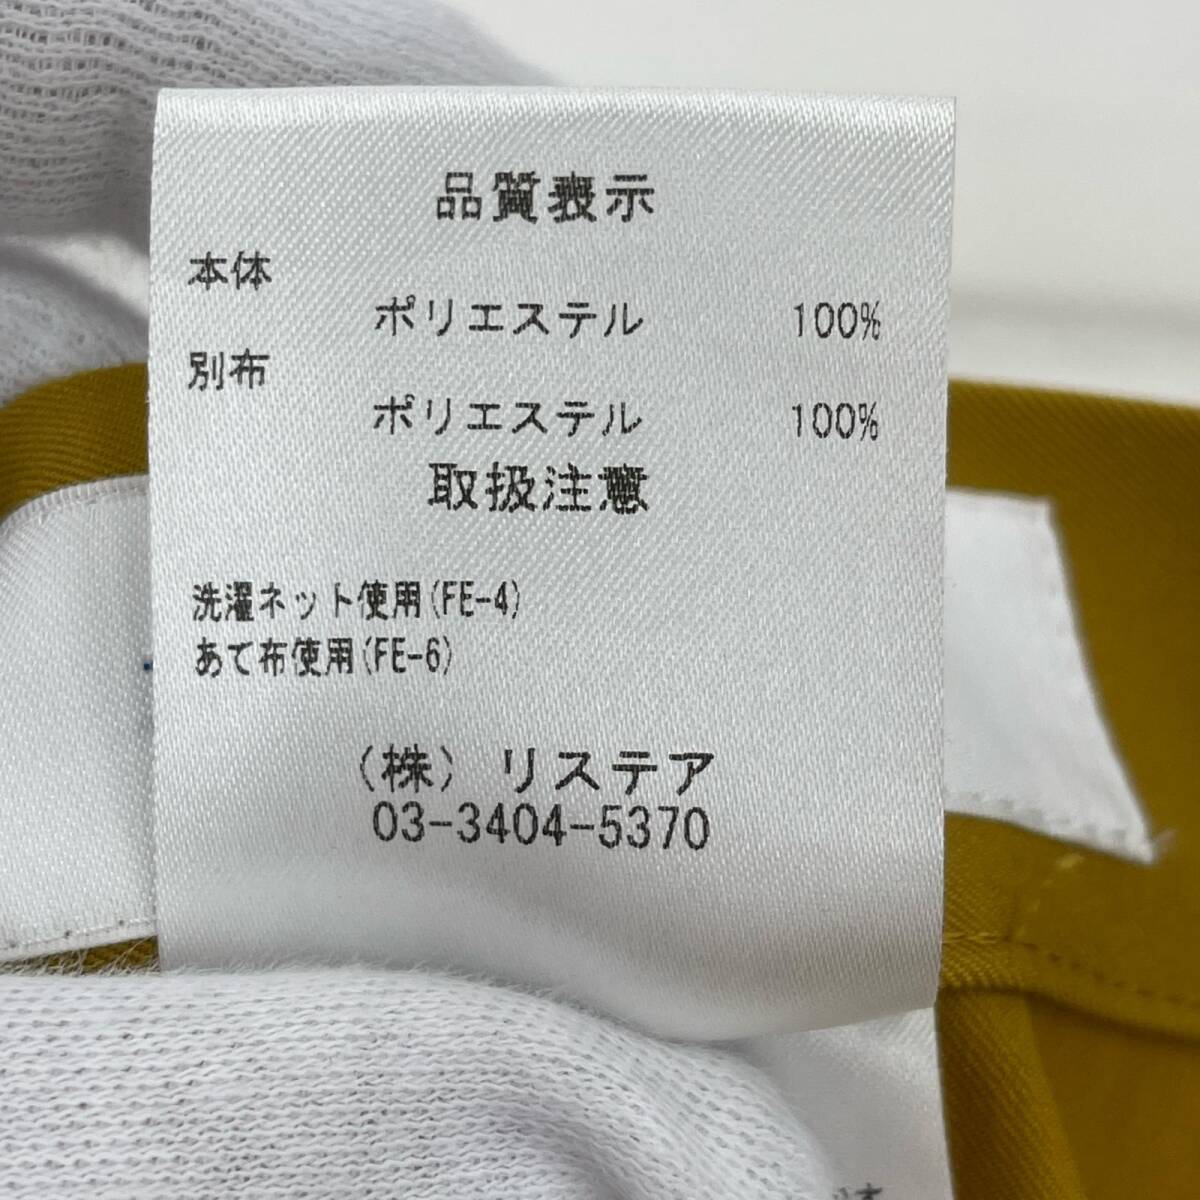 品質表示
本体
ポリエステル 100%
別布
ポリエステル 100%
取扱注意
洗濯ネット使用(FE-4)
あて布使用(FE-6)
(株) リステア
03-3404-5370